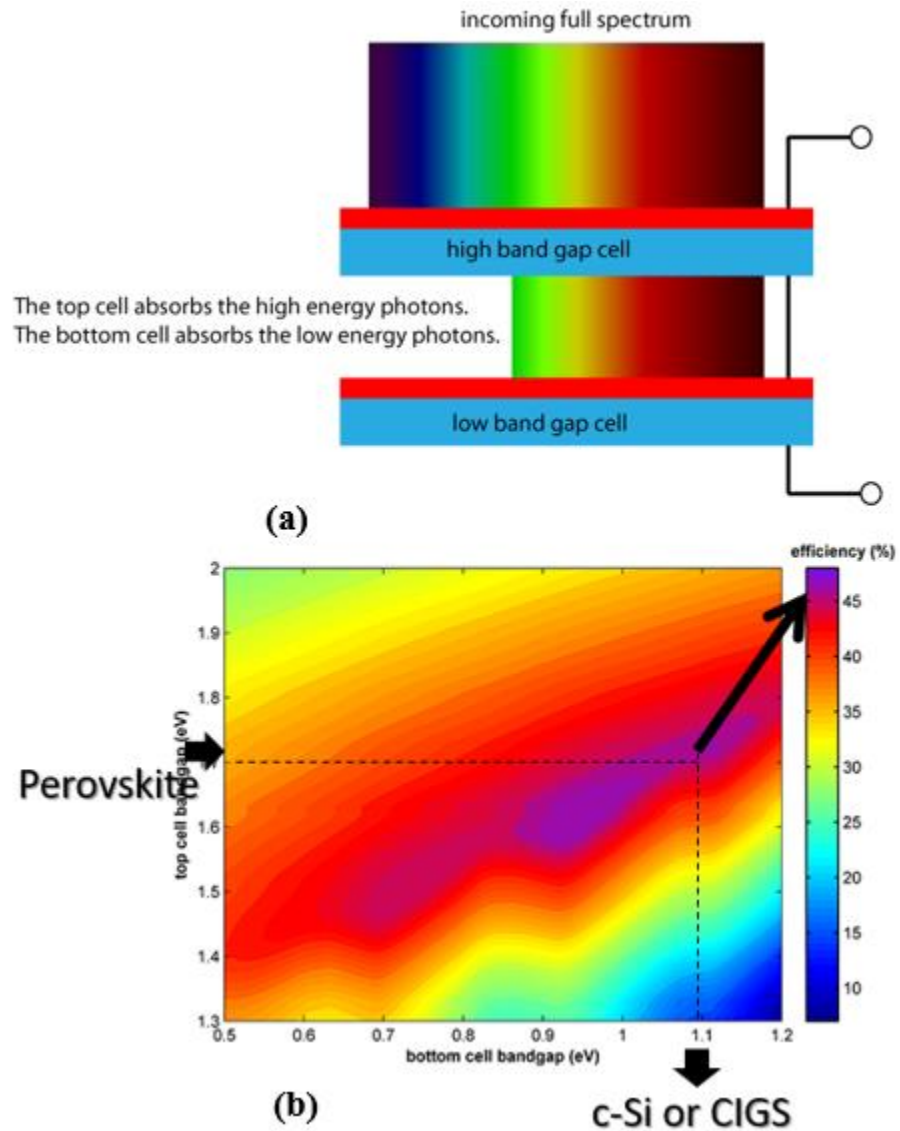 incoming full spectrum
high band gap cell
The top cell absorbs the high energy photons.
The bottom cell absorbs the low energy photons.
low band gap cell
(a)
efficiency (%)
2
1.9
1.8
1.7
1.6
1.5
1.4
1.3
top cell bandgap (eV)
Perovskite
0.5 0.6 0.7 0.8 0.9 1 1.1 1.2
bottom cell bandgap (eV)
45
40
35
30
25
20
15
10
(b)
c-Si or CIGS